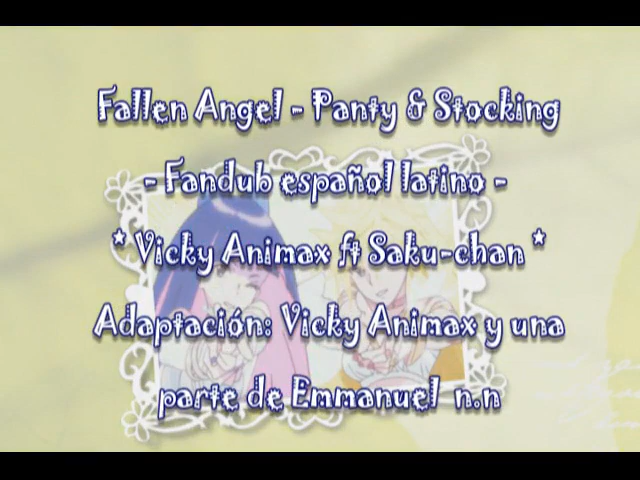 Fallen Angel - Panty & Stocking
- Fandub español latino -
* Vicky Animax ft Saku-chan *
Adaptación: Vicky Animax y una
parte de Emmanuel n.n